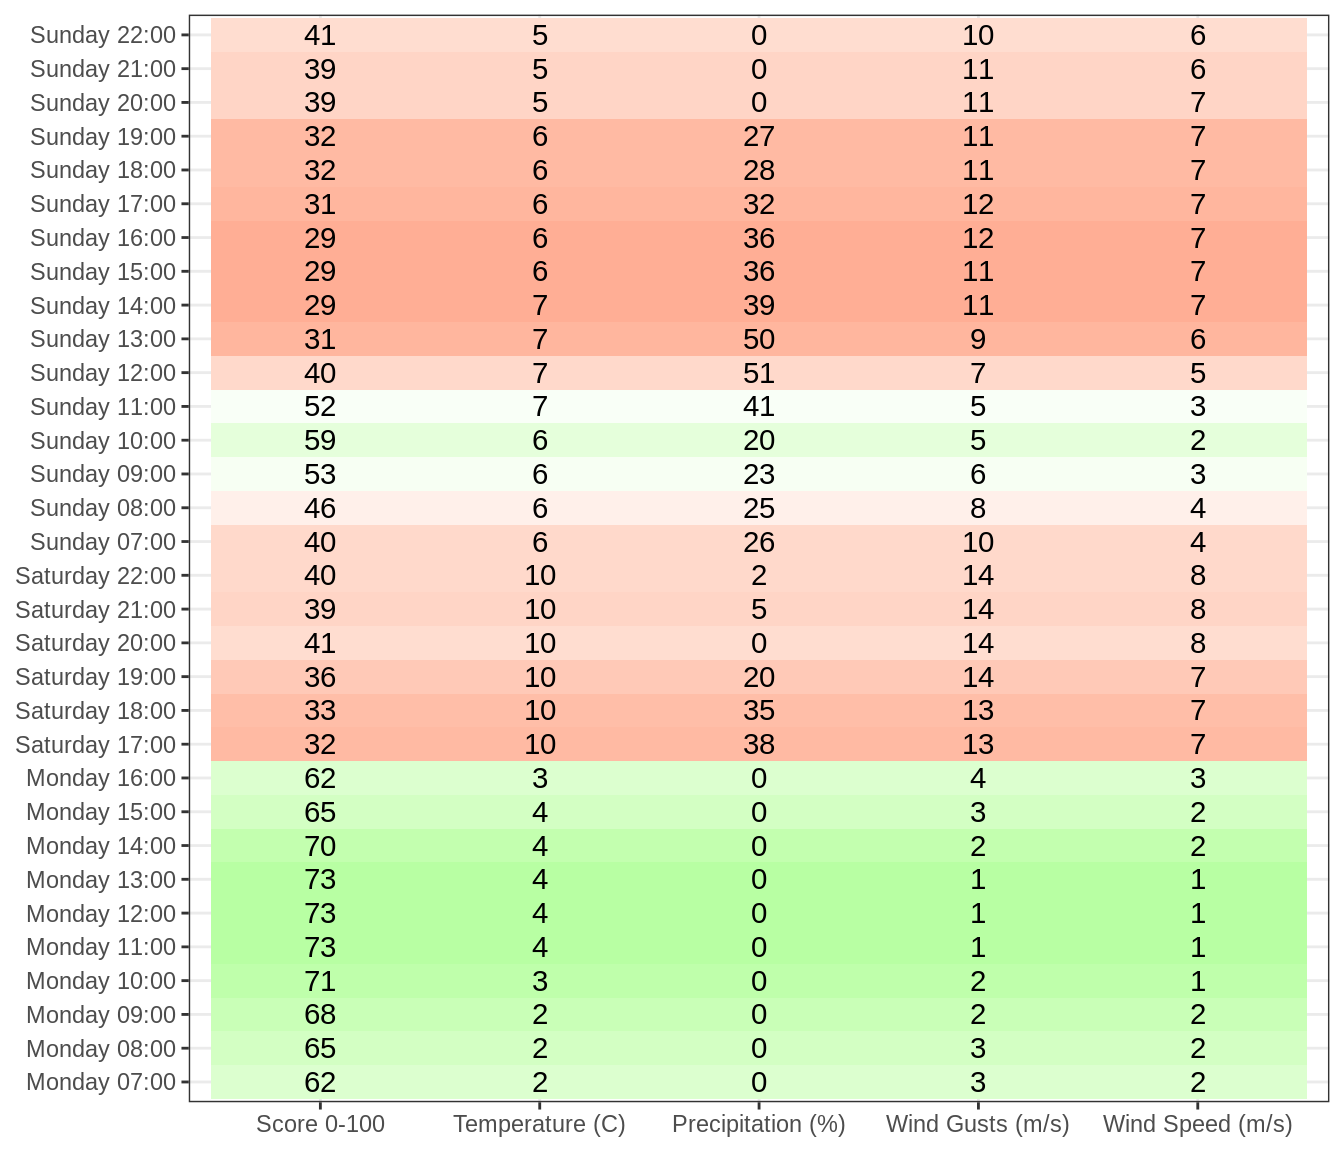 Sunday 22:00 41 5 0 10 6
Sunday 21:00 39 5 0 11 6
Sunday 20:00 39 5 0 11 7
Sunday 19:00 32 6 27 11 7
Sunday 18:00 32 6 28 11 7
Sunday 17:00 31 6 32 12 7
Sunday 16:00 29 6 36 12 7
Sunday 15:00 29 6 36 11 7
Sunday 14:00 29 7 39 11 7
Sunday 13:00 31 7 50 9 6
Sunday 12:00 40 7 51 7 5
Sunday 11:00 52 7 41 5 3
Sunday 10:00 59 6 20 5 2
Sunday 09:00 53 6 23 6 3
Sunday 08:00 46 6 25 8 4
Sunday 07:00 40 6 26 10 4
Saturday 22:00 40 10 2 14 8
Saturday 21:00 39 10 5 14 8
Saturday 20:00 41 10 0 14 8
Saturday 19:00 36 10 20 14 7
Saturday 18:00 33 10 35 13 7
Saturday 17:00 32 10 38 13 7
Monday 16:00 62 3 0 4 3
Monday 15:00 65 4 0 3 2
Monday 14:00 70 4 0 2 2
Monday 13:00 73 4 0 1 1
Monday 12:00 73 4 0 1 1
Monday 11:00 73 4 0 1 1
Monday 10:00 71 3 0 2 1
Monday 09:00 68 2 0 2 2
Monday 08:00 65 2 0 3 2
Monday 07:00 62 2 0 3 2
Score 0-100 Temperature (C) Precipitation (%) Wind Gusts (m/s) Wind Speed (m/s)